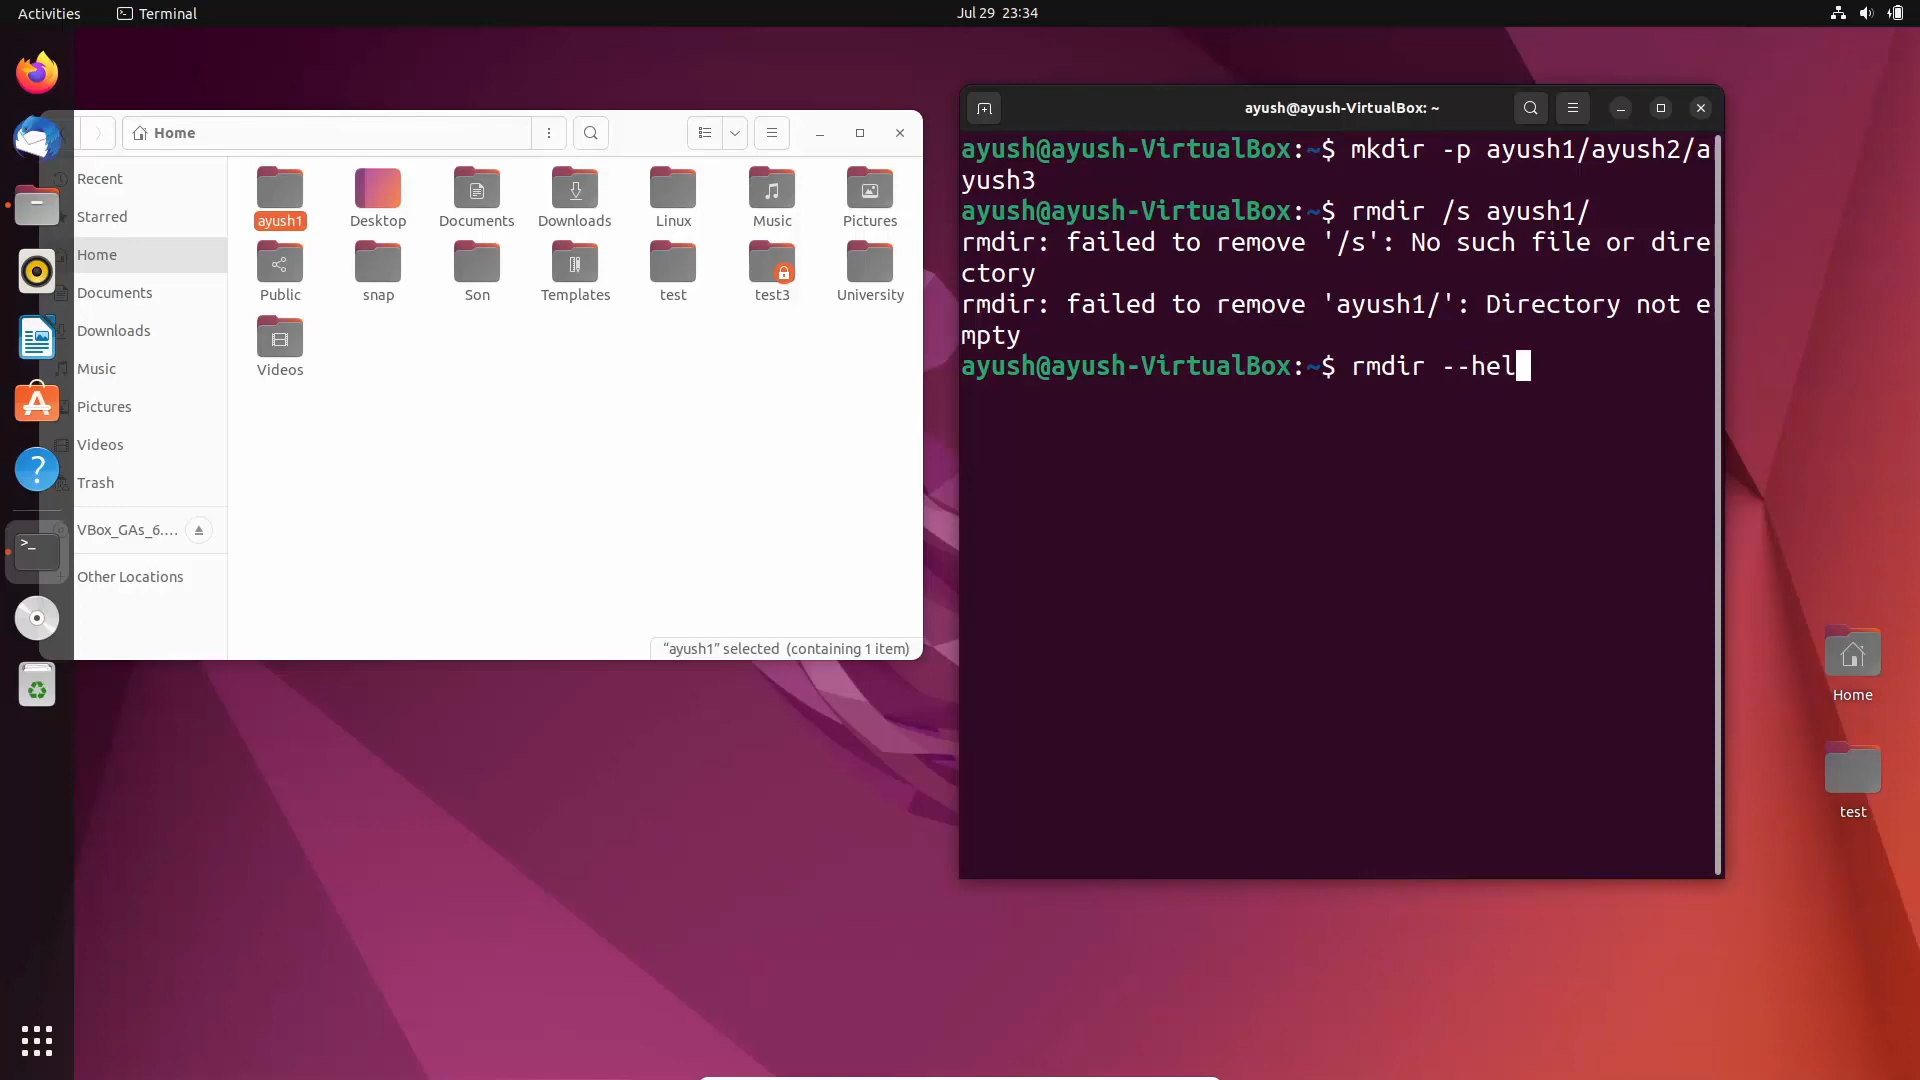 Activities
Terminal
Jul 29 23:34
Home
Recent
Starred
Home
Documents
Downloads
Music
Pictures
Videos
Trash
VBox_GAs_6....
Other Locations
ayush1
Desktop
Documents
Downloads
Linux
Music
Pictures
Public
snap
Son
Templates
test
test3
University
Videos
“ayush1” selected (containing 1 item)
ayush@ayush-VirtualBox: ~
ayush@ayush-VirtualBox:~$ mkdir -p ayush1/ayush2/a
yush3
ayush@ayush-VirtualBox:~$ rmdir /s ayush1/
rmdir: failed to remove '/s': No such file or dire
ctory
rmdir: failed to remove 'ayush1/': Directory not e
mpty
ayush@ayush-VirtualBox:~$ rmdir --hel
Home
test